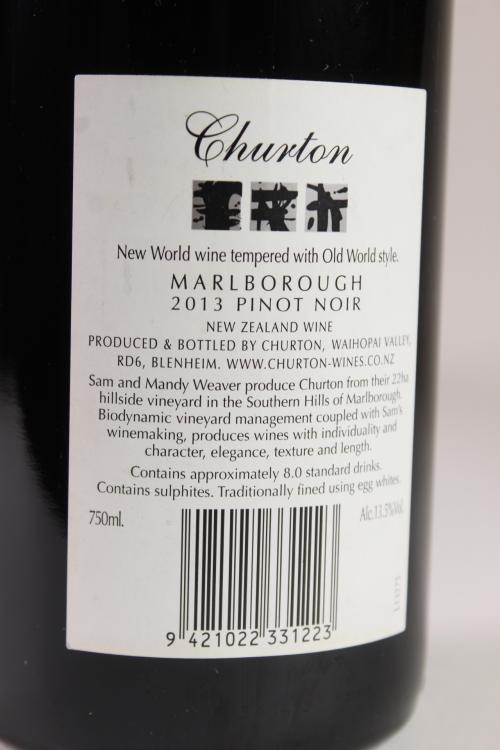 Churton
New World wine tempered with Old World style.
MARLBOROUGH
2013 PINOT NOIR
NEW ZEALAND WINE
PRODUCED & BOTTLED BY CHURTON, WAIHOPAI VALLEY,
RD6, BLENHEIM. WWW.CHURTON-WINES.CO.NZ
Sam and Mandy Weaver produce Churton from their 22ha
hillside vineyard in the Southern Hills of Marlborough.
Biodynamic vineyard management coupled with Sam's
winemaking, produces wines with individuality and
character, elegance, texture and length.
Contains approximately 8.0 standard drinks.
Contains sulphites. Traditionally fined using egg whites.
750ml. Alc.13.5%Vol.
9 421022 331223